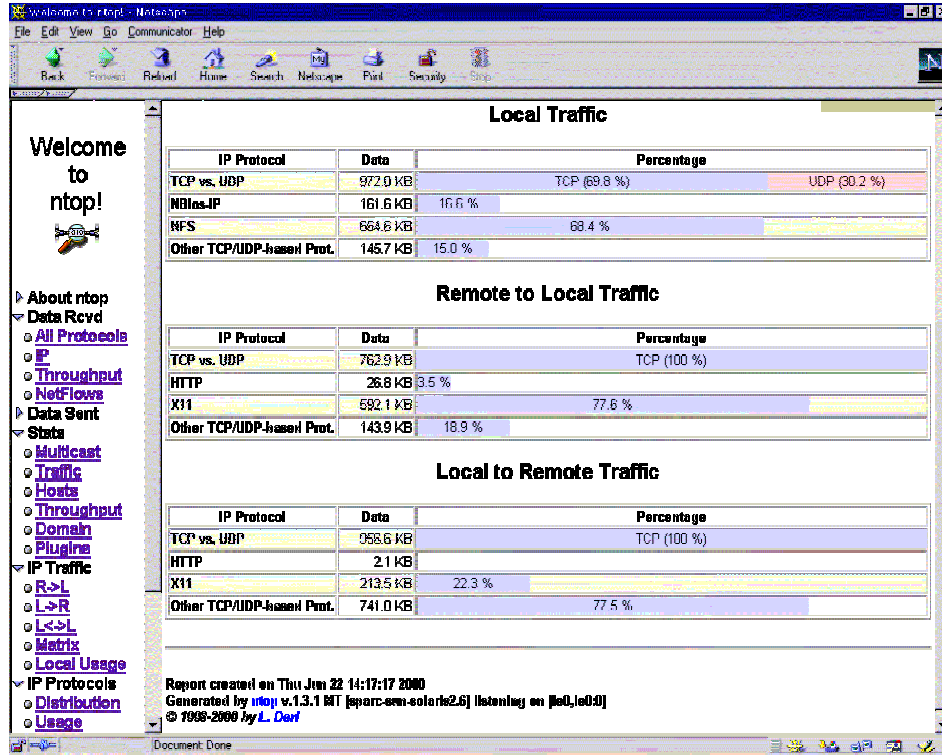 Welcome to ntop! - Netscape
File Edit View Go Communicator Help
Back Forward Reload Home Search Netscape Print Security Stop
Welcome
to
ntop!
About ntop
Data Rcvd
All Protocols
IP
Throughput
NetFlows
Data Sent
Stats
Multicast
Traffic
Hosts
Throughput
Domain
Plugins
IP Traffic
R->L
L->R
L<->L
Matrix
Local Usage
IP Protocols
Distribution
Usage
Local Traffic
IP Protocol Data Percentage
TCP vs. UDP 972.0 KB TCP (69.8 %) UDP (30.2 %)
NBios-IP 161.6 KB 16.6 %
NFS 664.6 KB 68.4 %
Other TCP/UDP-based Prot. 145.7 KB 15.0 %
Remote to Local Traffic
IP Protocol Data Percentage
TCP vs. UDP 762.9 KB TCP (100 %)
HTTP 26.8 KB 3.5 %
X11 592.1 KB 77.6 %
Other TCP/UDP-based Prot. 143.9 KB 18.9 %
Local to Remote Traffic
IP Protocol Data Percentage
TCP vs. UDP 956.6 KB TCP (100 %)
HTTP 2.1 KB
X11 213.5 KB 22.3 %
Other TCP/UDP-based Prot. 741.0 KB 77.5 %
Report created on Thu Jun 22 14:17:17 2000
Generated by ntop v.1.3.1 MT [sparc-sun-solaris2.6] listening on [le0,le0:0]
© 1998-2000 by L. Deri
Document: Done